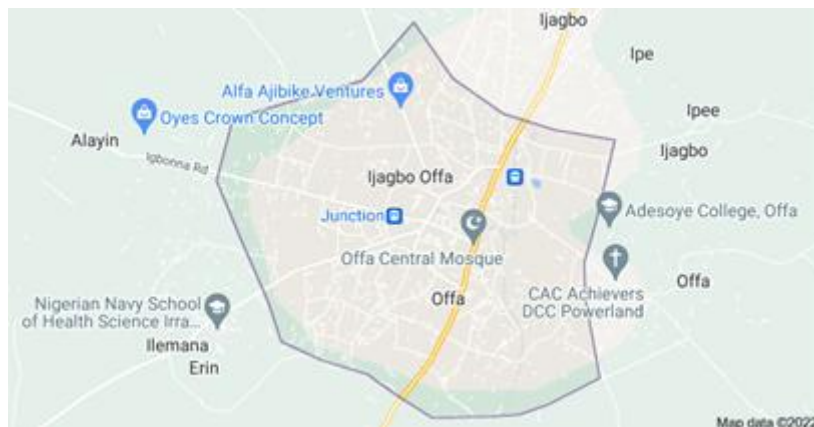 Ijagbo
Ipe
Alfa Ajibike Ventures
Oyes Crown Concept
Ipee
Alayin
Igbonna Rd
Ijagbo
Ijagbo Offa
Junction
Adesoye College, Offa
Offa Central Mosque
Offa
CAC Achievers
DCC Powerland
Offa
Nigerian Navy School
of Health Science Irra...
Ilemana
Erin
Map data ©2022